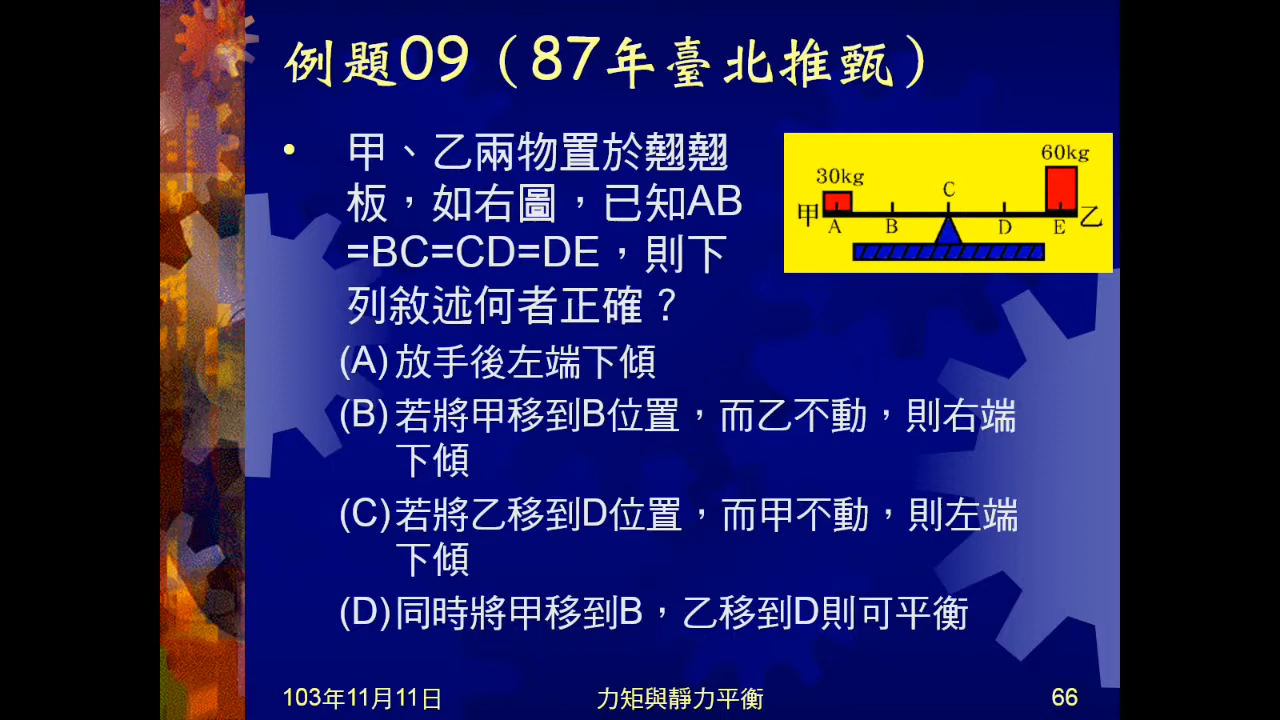 例題09（87年臺北推甄）
• 甲、乙兩物置於翹翹
板，如右圖，已知AB
=BC=CD=DE，則下
列敘述何者正確？
30kg
60kg
C
甲
乙
A
B
D
E
(A)放手後左端下傾
(B)若將甲移到B位置，而乙不動，則右端
下傾
(C)若將乙移到D位置，而甲不動，則左端
下傾
(D)同時將甲移到B，乙移到D則可平衡
103年11月11日
力矩與靜力平衡
66